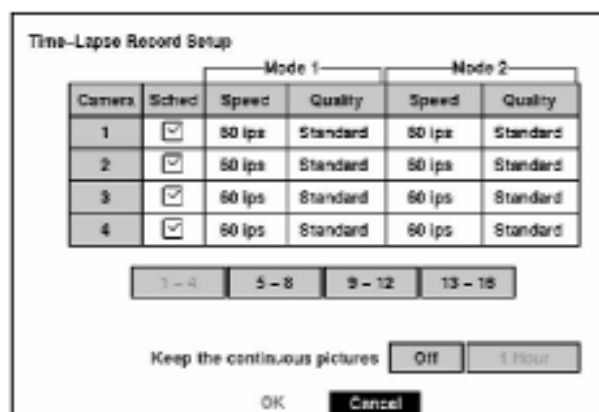 Time-Lapse Record Setup
Mode 1 Mode 2
Camera Sched Speed Quality Speed Quality
1 60 ips Standard 60 ips Standard
2 60 ips Standard 60 ips Standard
3 60 ips Standard 60 ips Standard
4 60 ips Standard 60 ips Standard
1 - 4 5 - 8 9 - 12 13 - 16
Keep the continuous pictures Off 1 Hour
OK Cancel